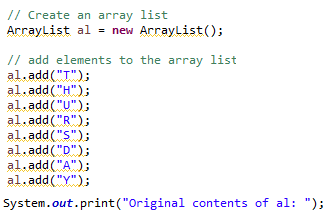 // Create an array list
ArrayList al = new ArrayList();
// add elements to the array list
al.add("T");
al.add("H");
al.add("U");
al.add("R");
al.add("S");
al.add("D");
al.add("A");
al.add("Y");
System.out.print("Original contents of al: ");